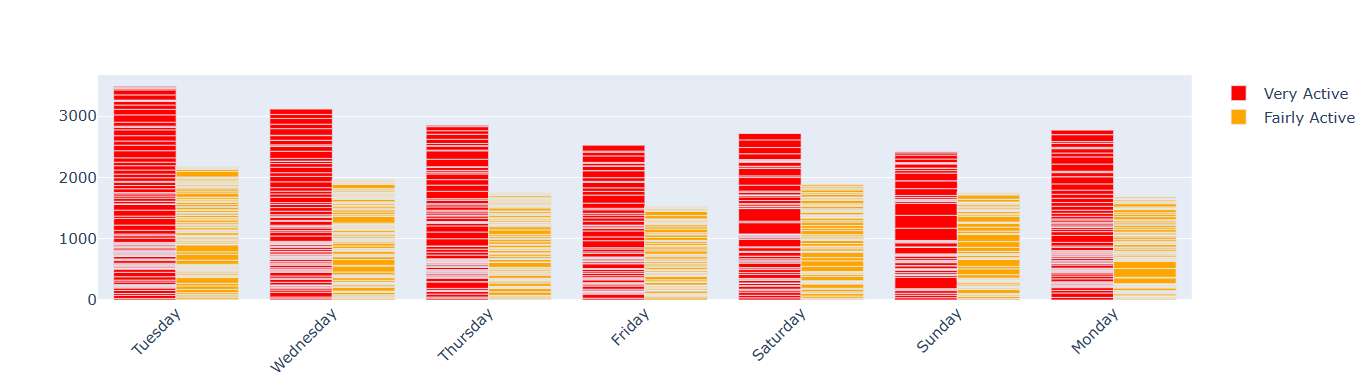 Very Active
Fairly Active
3000
2000
1000
0
Tuesday
Wednesday
Thursday
Friday
Saturday
Sunday
Monday